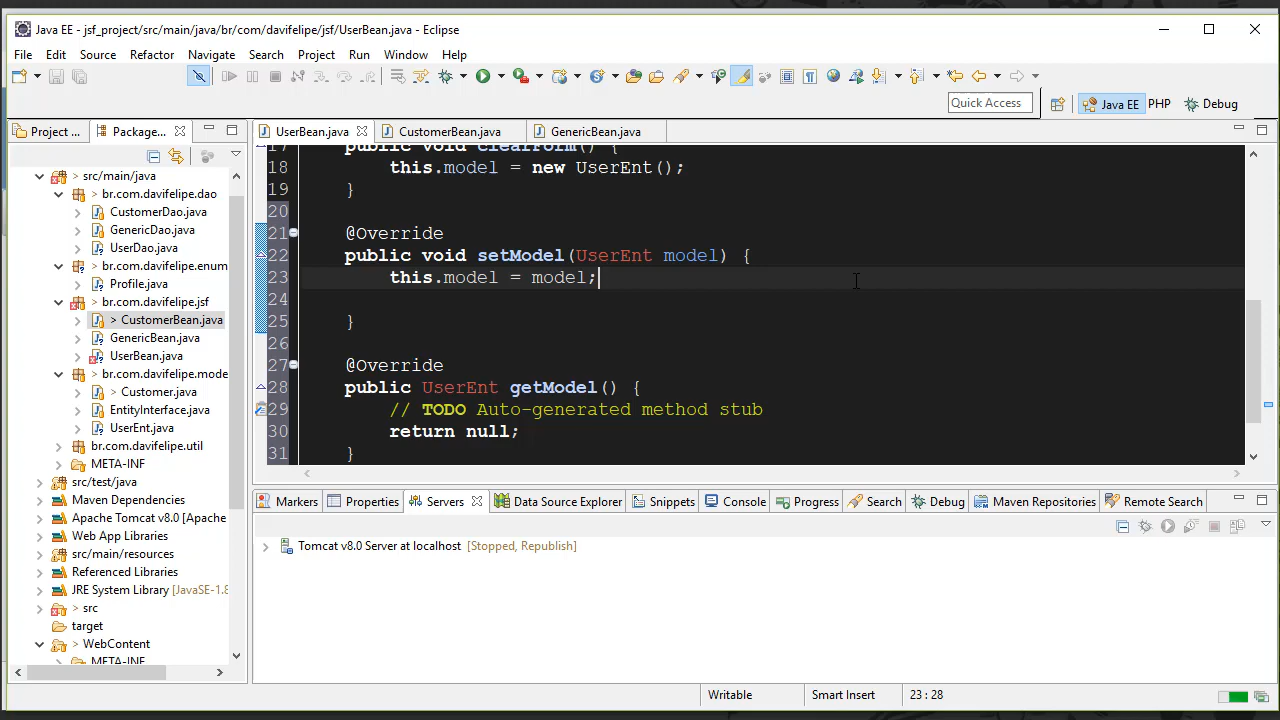 Java EE - jsf_project/src/main/java/br/com/davifelipe/jsf/UserBean.java - Eclipse
File Edit Source Refactor Navigate Search Project Run Window Help
Quick Access Java EE PHP Debug
Project ... Package... UserBean.java CustomerBean.java GenericBean.java
src/main/java
> br.com.davifelipe.dao
CustomerDao.java
GenericDao.java
UserDao.java
> br.com.davifelipe.enum
Profile.java
> br.com.davifelipe.jsf
> CustomerBean.java
GenericBean.java
UserBean.java
> br.com.davifelipe.mode
> Customer.java
EntityInterface.java
UserEnt.java
br.com.davifelipe.util
META-INF
src/test/java
Maven Dependencies
Apache Tomcat v8.0 [Apache
Web App Libraries
src/main/resources
Referenced Libraries
JRE System Library [JavaSE-1.8
> src
target
> WebContent
META-INF
17 public void clearForm() {
18 this.model = new UserEnt();
19 }
20
21 @Override
22 public void setModel(UserEnt model) {
23 this.model = model;
24
25 }
26
27 @Override
28 public UserEnt getModel() {
29 // TODO Auto-generated method stub
30 return null;
31 }
Markers Properties Servers Data Source Explorer Snippets Console Progress Search Debug Maven Repositories Remote Search
Tomcat v8.0 Server at localhost [Stopped, Republish]
Writable Smart Insert 23 : 28